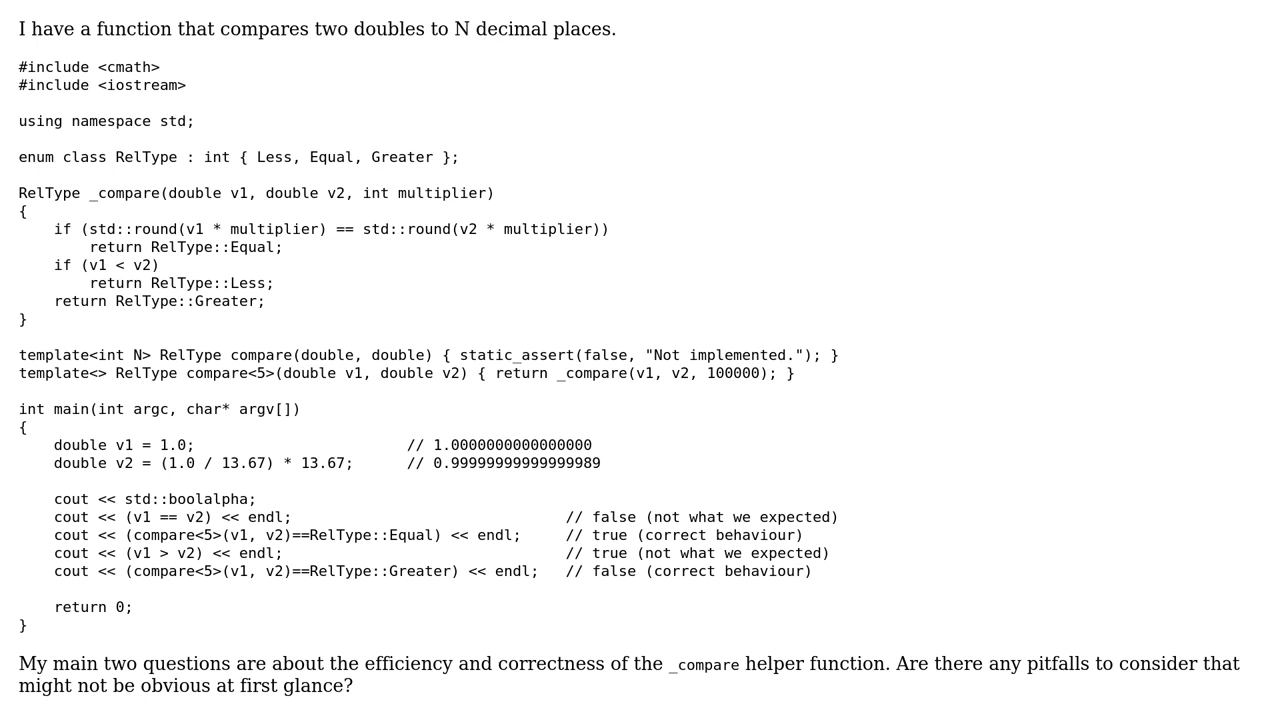 I have a function that compares two doubles to N decimal places.
#include <cmath>
#include <iostream>
using namespace std;
enum class RelType : int { Less, Equal, Greater };
RelType _compare(double v1, double v2, int multiplier)
{
    if (std::round(v1 * multiplier) == std::round(v2 * multiplier))
        return RelType::Equal;
    if (v1 < v2)
        return RelType::Less;
    return RelType::Greater;
}
template<int N> RelType compare(double, double) { static_assert(false, "Not implemented."); }
template<> RelType compare<5>(double v1, double v2) { return _compare(v1, v2, 100000); }
int main(int argc, char* argv[])
{
    double v1 = 1.0;                        // 1.0000000000000000
    double v2 = (1.0 / 13.67) * 13.67;      // 0.99999999999999989
    cout << std::boolalpha;
    cout << (v1 == v2) << endl;                               // false (not what we expected)
    cout << (compare<5>(v1, v2)==RelType::Equal) << endl;     // true (correct behaviour)
    cout << (v1 > v2) << endl;                                // true (not what we expected)
    cout << (compare<5>(v1, v2)==RelType::Greater) << endl;   // false (correct behaviour)
    return 0;
}
My main two questions are about the efficiency and correctness of the _compare helper function. Are there any pitfalls to consider that
might not be obvious at first glance?